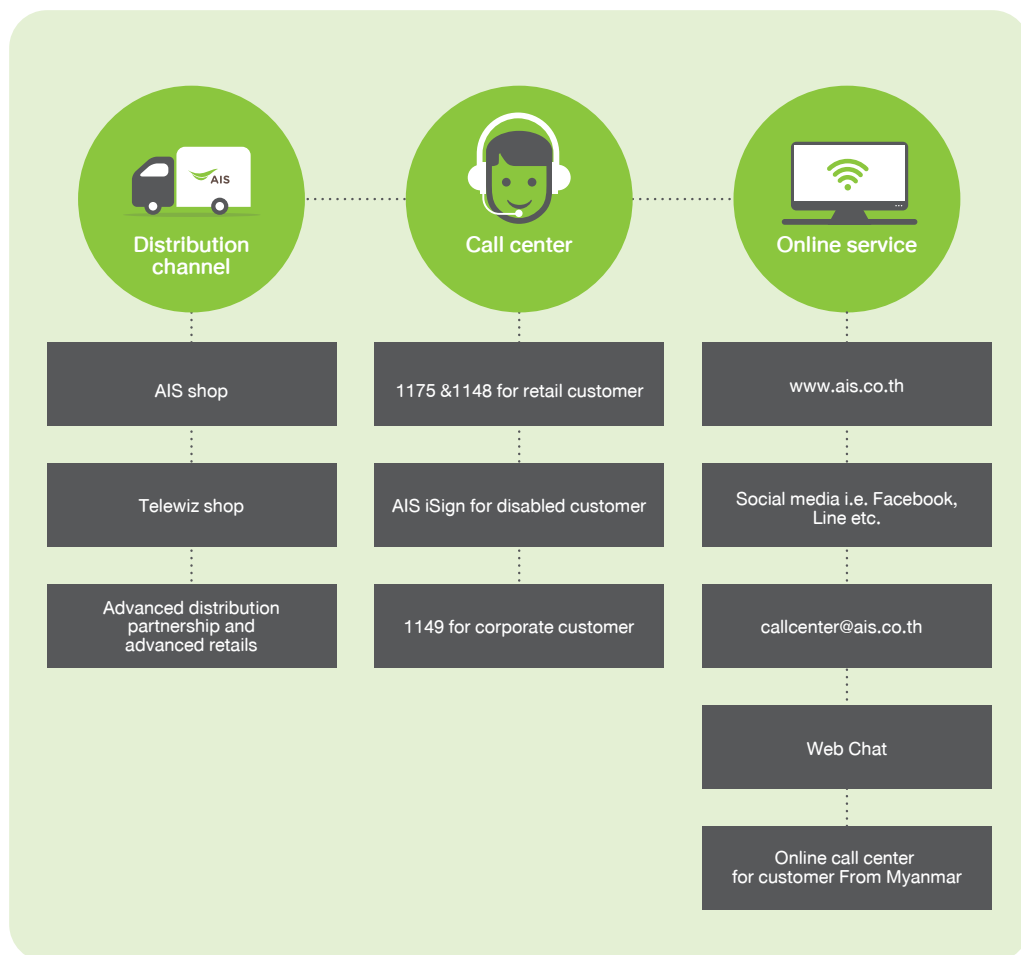 AIS
Distribution
channel
Call center
Online service
AIS shop
1175 &1148 for retail customer
www.ais.co.th
Telewiz shop
AIS iSign for disabled customer
Social media i.e. Facebook,
Line etc.
Advanced distribution
partnership and
advanced retails
1149 for corporate customer
callcenter@ais.co.th
Web Chat
Online call center
for customer From Myanmar